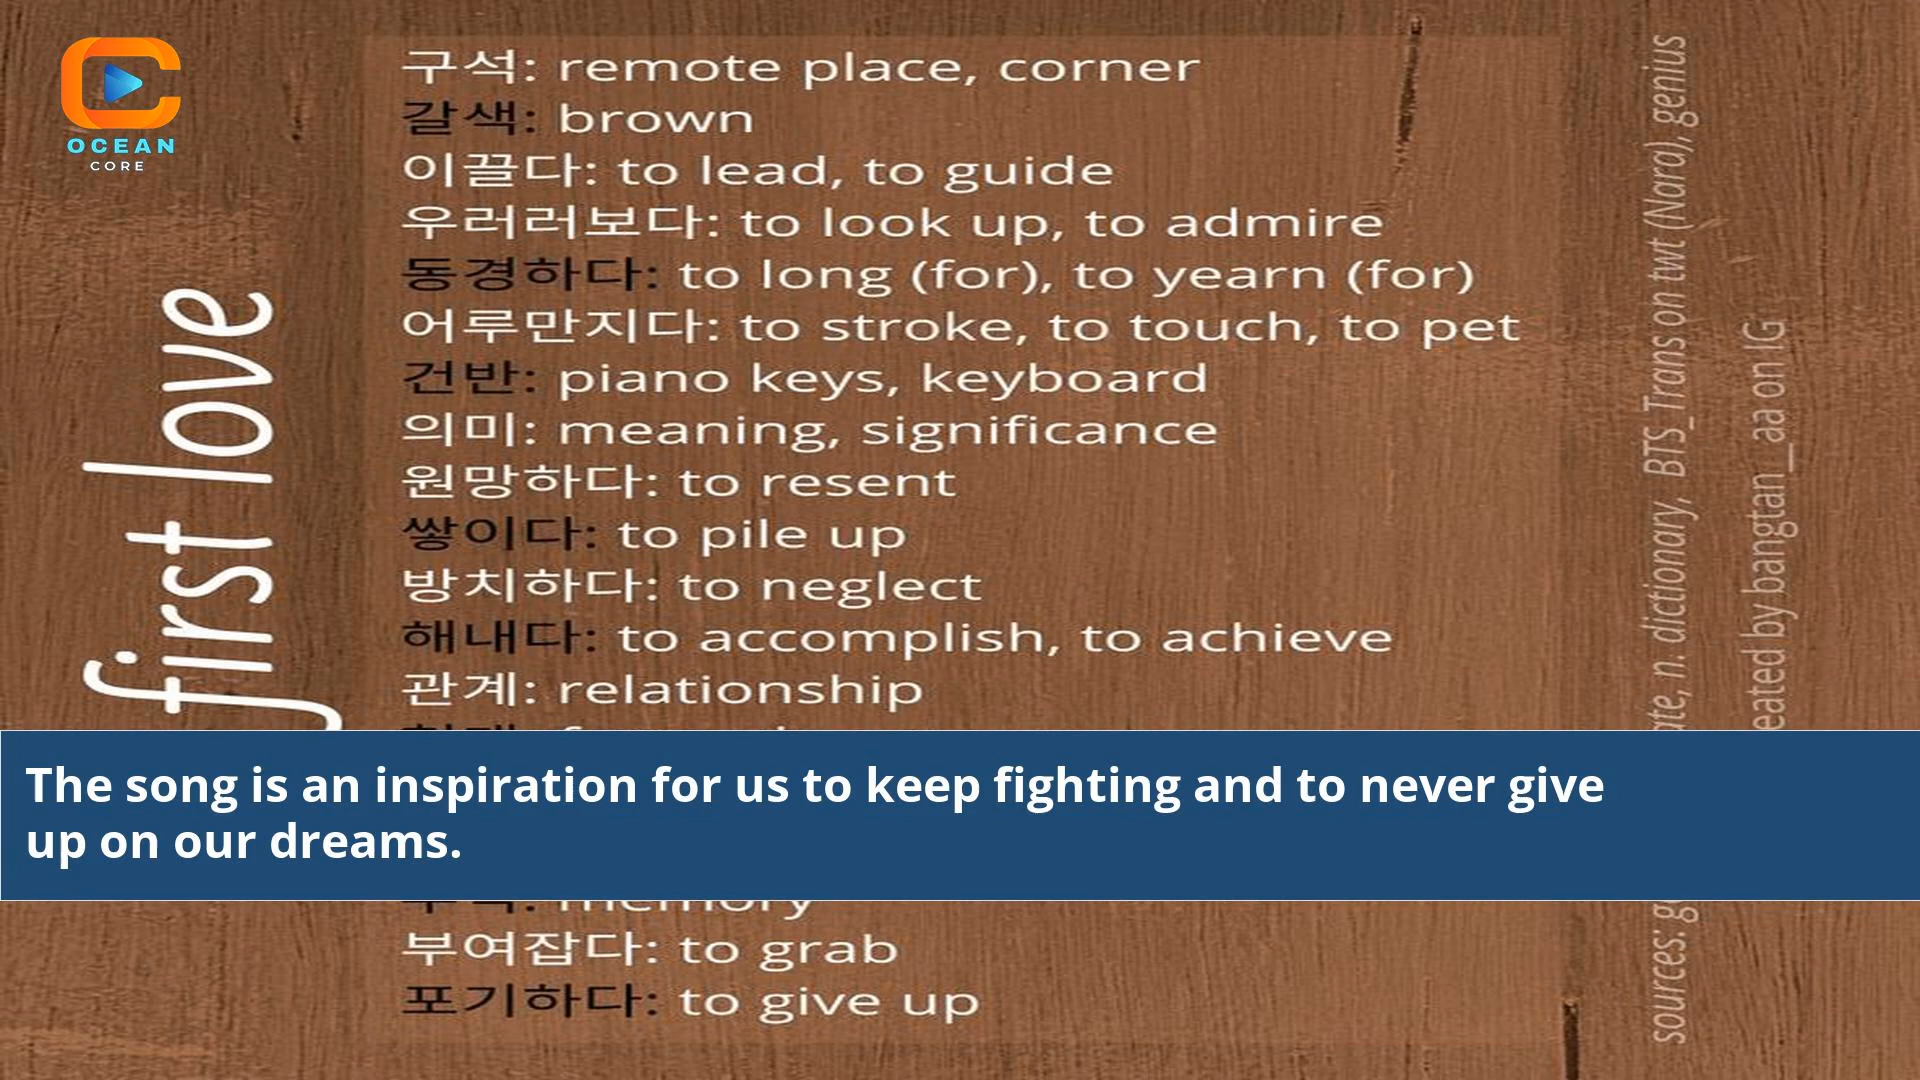 OCEAN
CORE
first love
구석: remote place, corner
갈색: brown
이끌다: to lead, to guide
우러러보다: to look up, to admire
동경하다: to long (for), to yearn (for)
어루만지다: to stroke, to touch, to pet
건반: piano keys, keyboard
의미: meaning, significance
원망하다: to resent
쌓이다: to pile up
방치하다: to neglect
해내다: to accomplish, to achieve
관계: relationship
The song is an inspiration for us to keep fighting and to never give
up on our dreams.
memory
부여잡다: to grab
포기하다: to give up
sources: dictionary, BTS_Trans on twt (Nara), genius
by bangtan_aa on IG